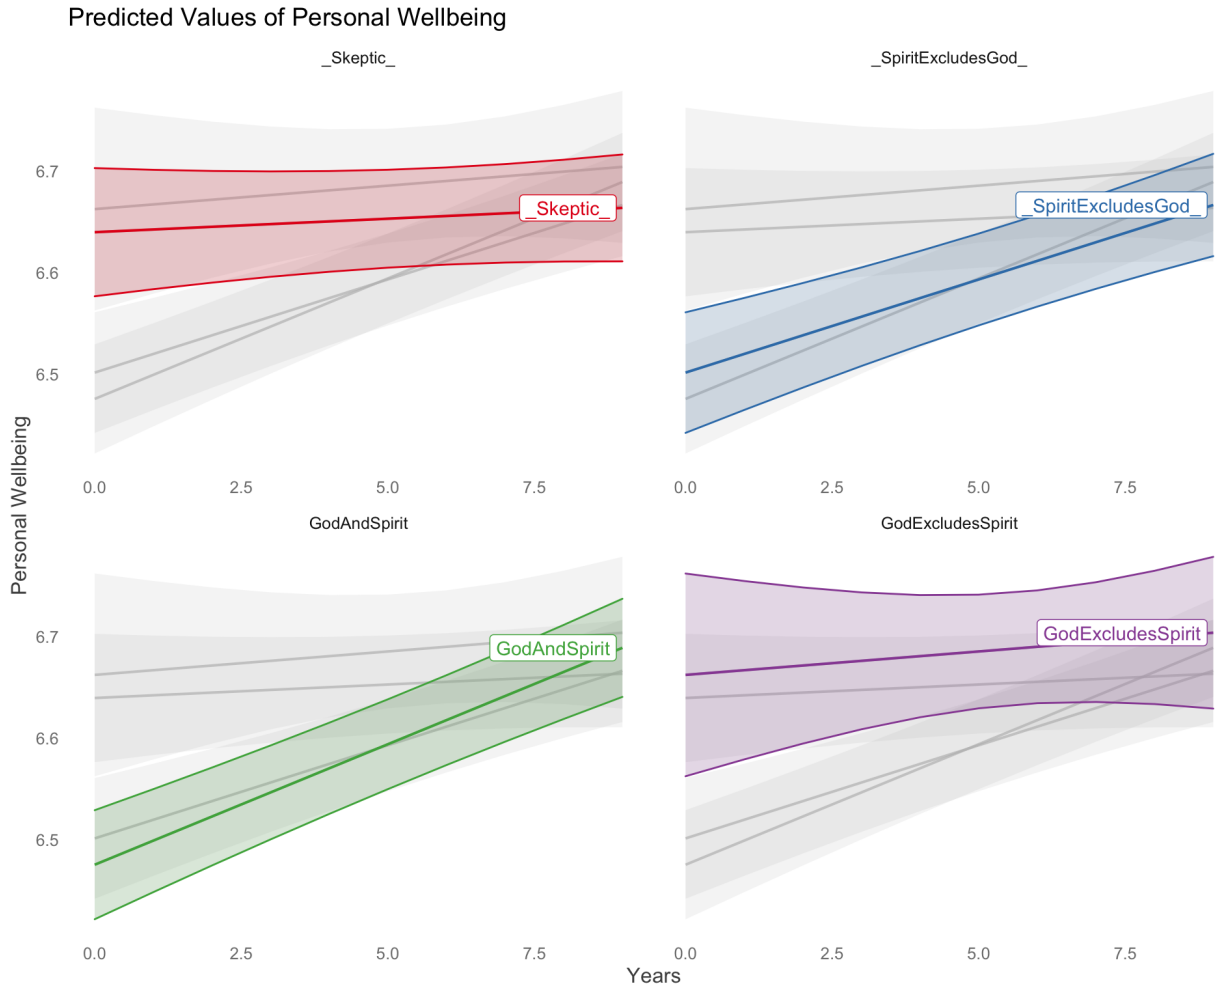 Predicted Values of Personal Wellbeing
_Skeptic_
_SpiritExcludesGod_
6.7
6.6
6.5
_Skeptic_
_SpiritExcludesGod_
0.0 2.5 5.0 7.5
0.0 2.5 5.0 7.5
Personal Wellbeing
GodAndSpirit
GodExcludesSpirit
6.7
6.6
6.5
GodAndSpirit
GodExcludesSpirit
0.0 2.5 5.0 7.5
0.0 2.5 5.0 7.5
Years